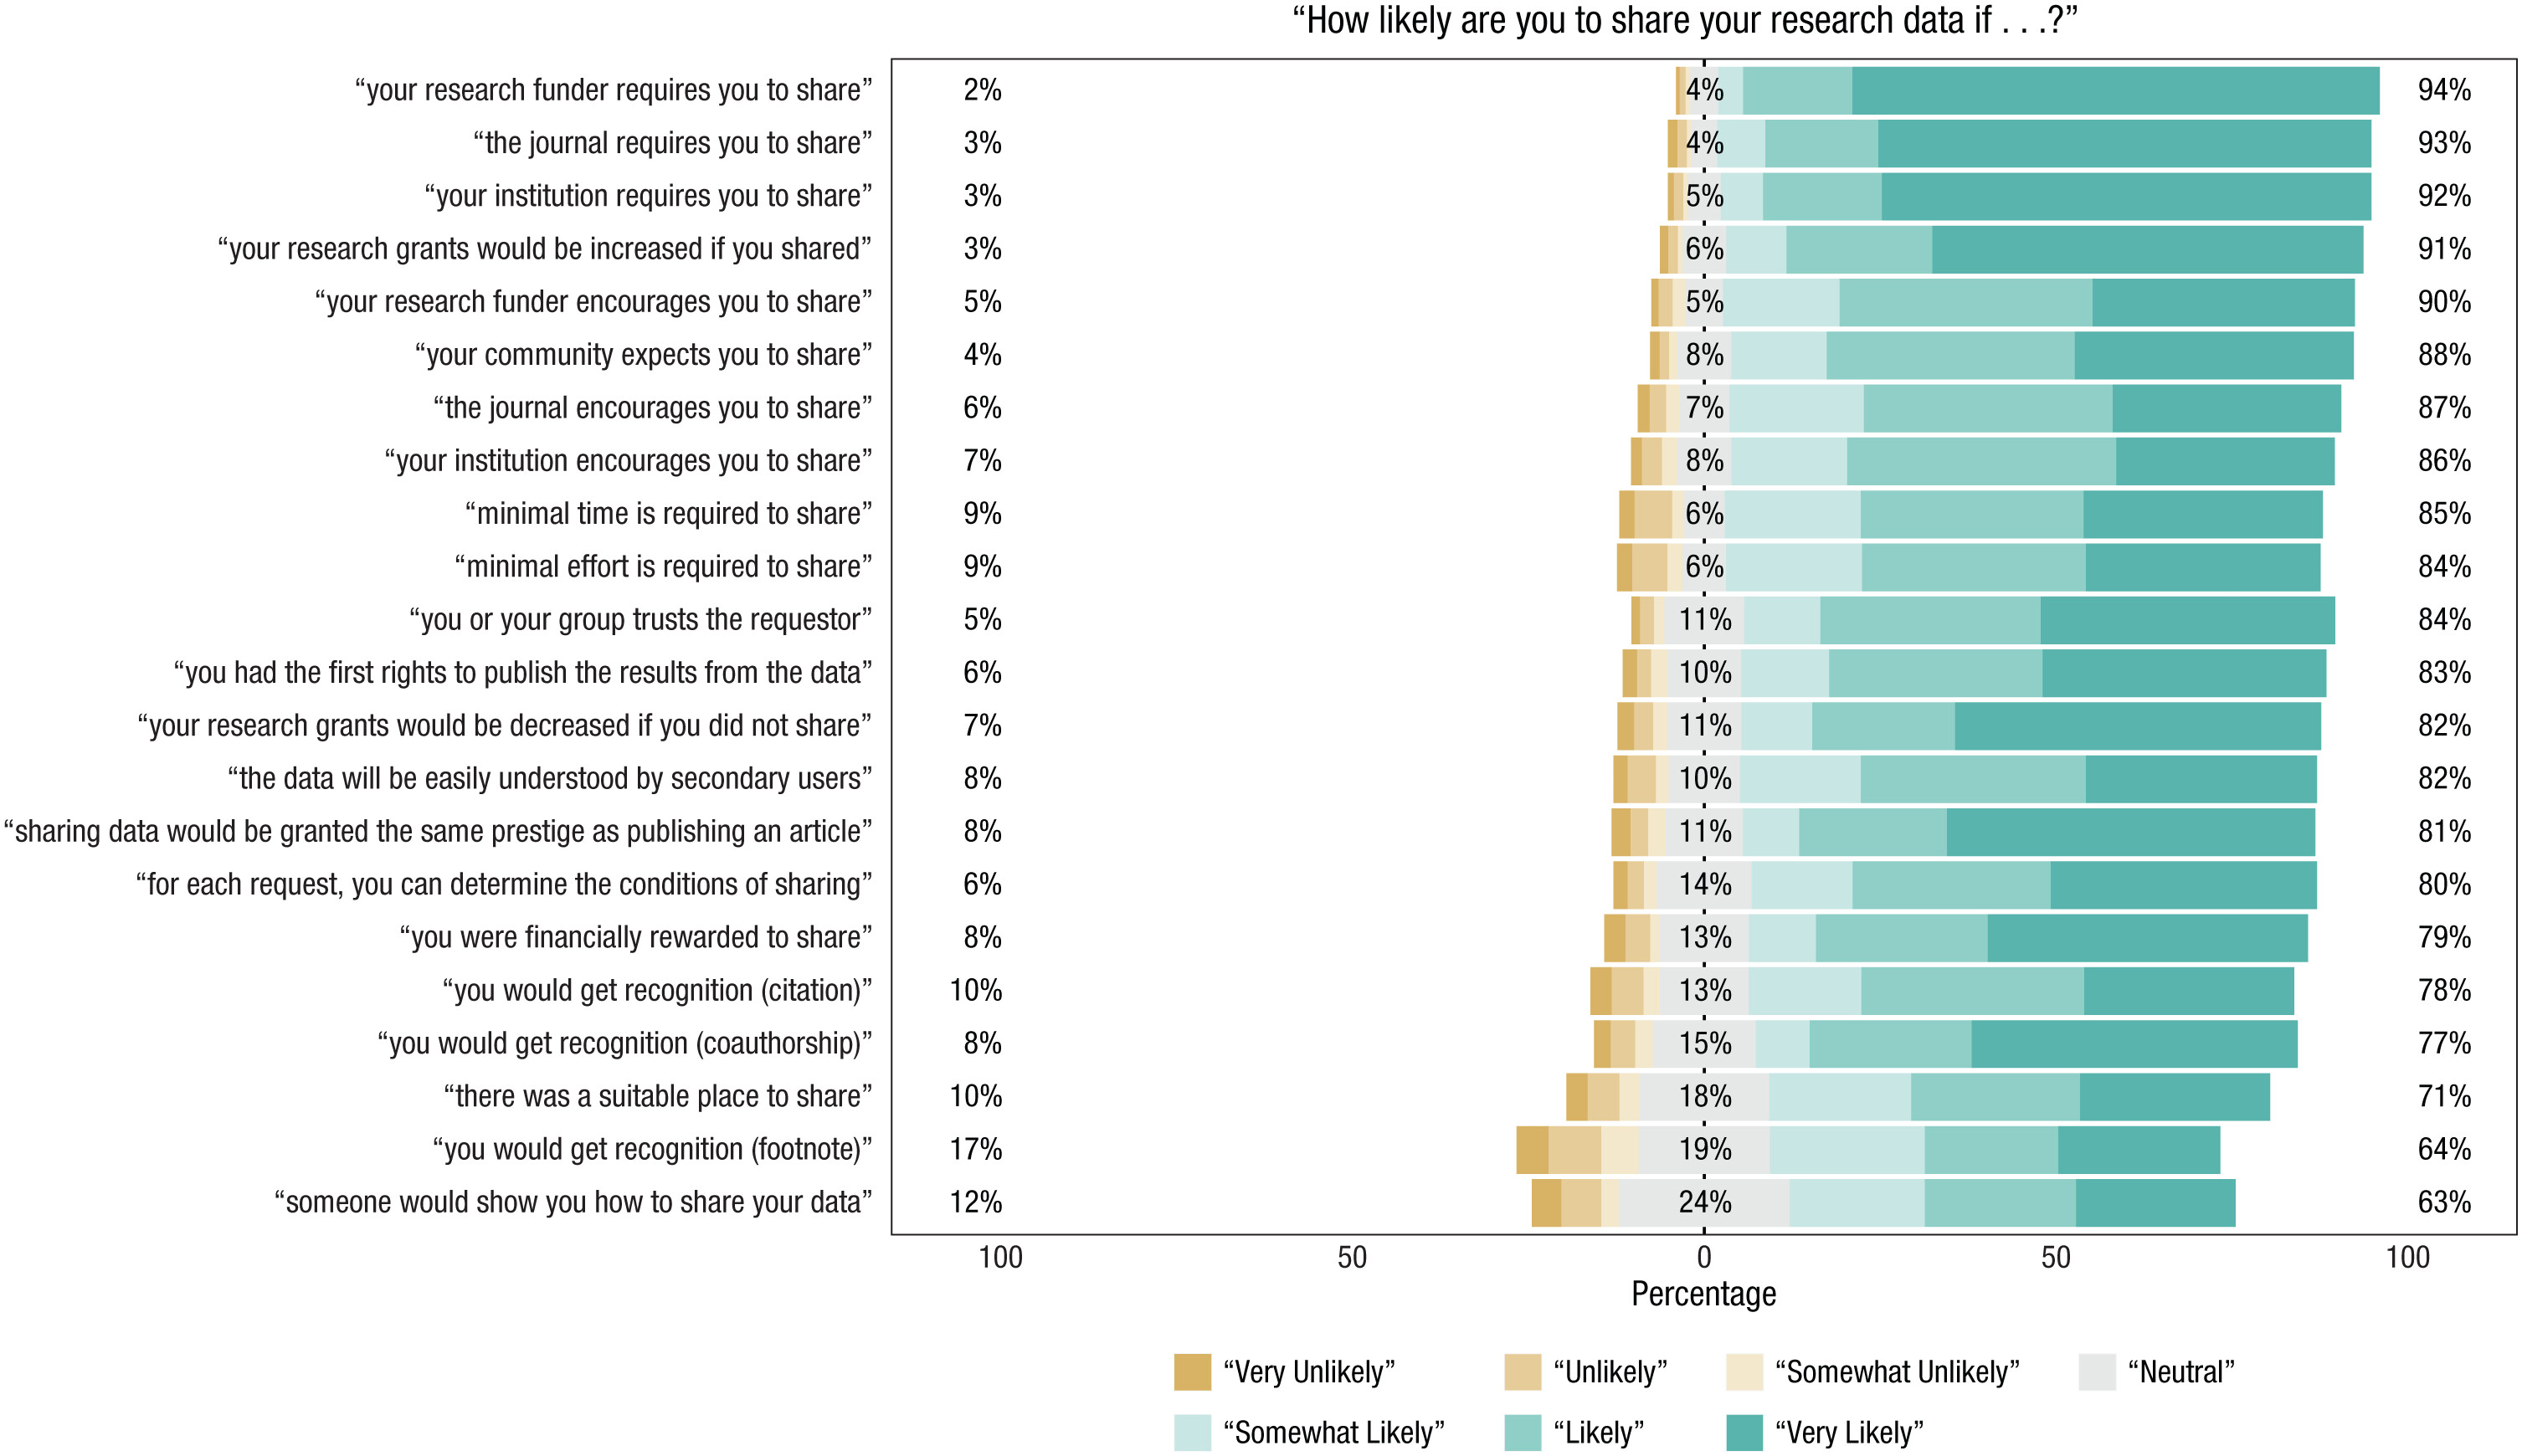 “How likely are you to share your research data if . . .?”
“your research funder requires you to share” 2% 4% 94%
“the journal requires you to share” 3% 4% 93%
“your institution requires you to share” 3% 5% 92%
“your research grants would be increased if you shared” 3% 6% 91%
“your research funder encourages you to share” 5% 5% 90%
“your community expects you to share” 4% 8% 88%
“the journal encourages you to share” 6% 7% 87%
“your institution encourages you to share” 7% 8% 86%
“minimal time is required to share” 9% 6% 85%
“minimal effort is required to share” 9% 6% 84%
“you or your group trusts the requestor” 5% 11% 84%
“you had the first rights to publish the results from the data” 6% 10% 83%
“your research grants would be decreased if you did not share” 7% 11% 82%
“the data will be easily understood by secondary users” 8% 10% 82%
“sharing data would be granted the same prestige as publishing an article” 8% 11% 81%
“for each request, you can determine the conditions of sharing” 6% 14% 80%
“you were financially rewarded to share” 8% 13% 79%
“you would get recognition (citation)” 10% 13% 78%
“you would get recognition (coauthorship)” 8% 15% 77%
“there was a suitable place to share” 10% 18% 71%
“you would get recognition (footnote)” 17% 19% 64%
“someone would show you how to share your data” 12% 24% 63%
100 50 0 50 100
Percentage
“Very Unlikely” “Unlikely” “Somewhat Unlikely” “Neutral”
“Somewhat Likely” “Likely” “Very Likely”